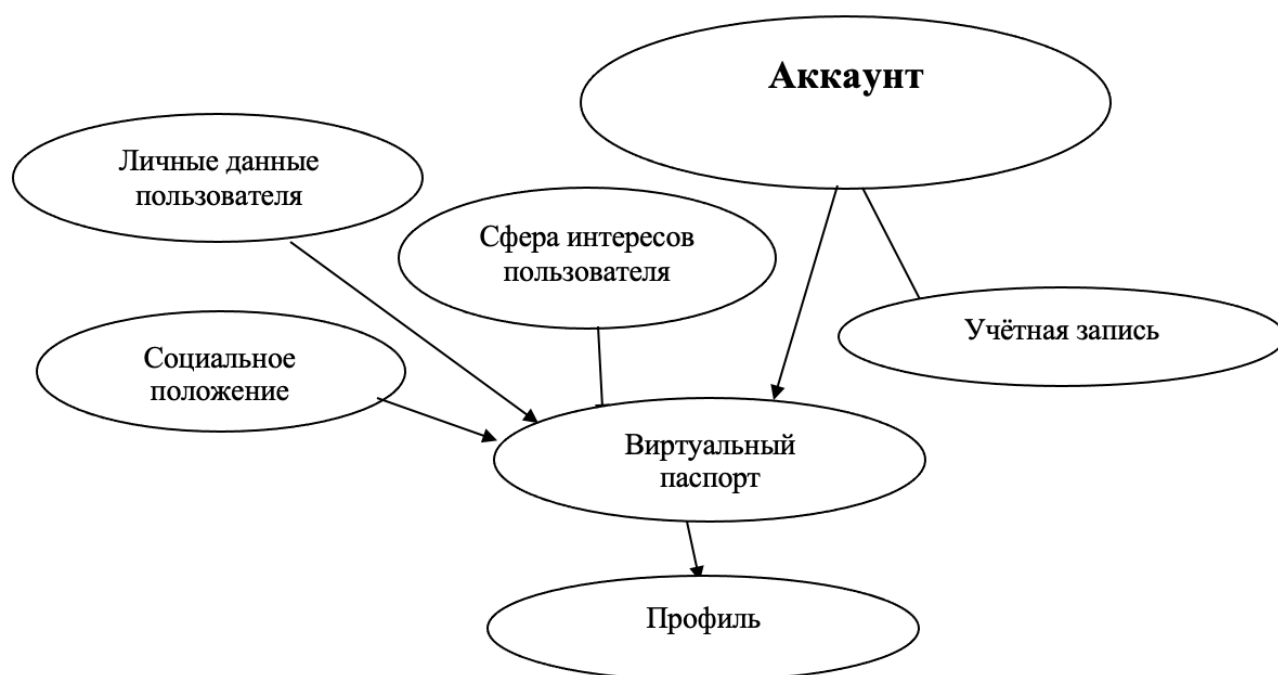 Аккаунт
Личные данные
пользователя
Сфера интересов
пользователя
Учётная запись
Социальное
положение
Виртуальный
паспорт
Профиль